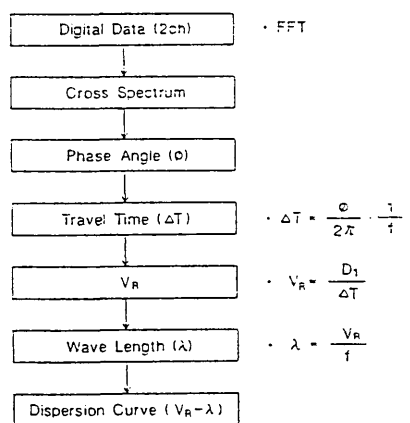 Digital Data (2ch) · FFT
Cross Spectrum
Phase Angle (φ)
Travel Time (ΔT) · ΔT = φ/2π · 1/f
V_R · V_R = D₁/ΔT
Wave Length (λ) · λ = V_R/f
Dispersion Curve (V_R-λ)